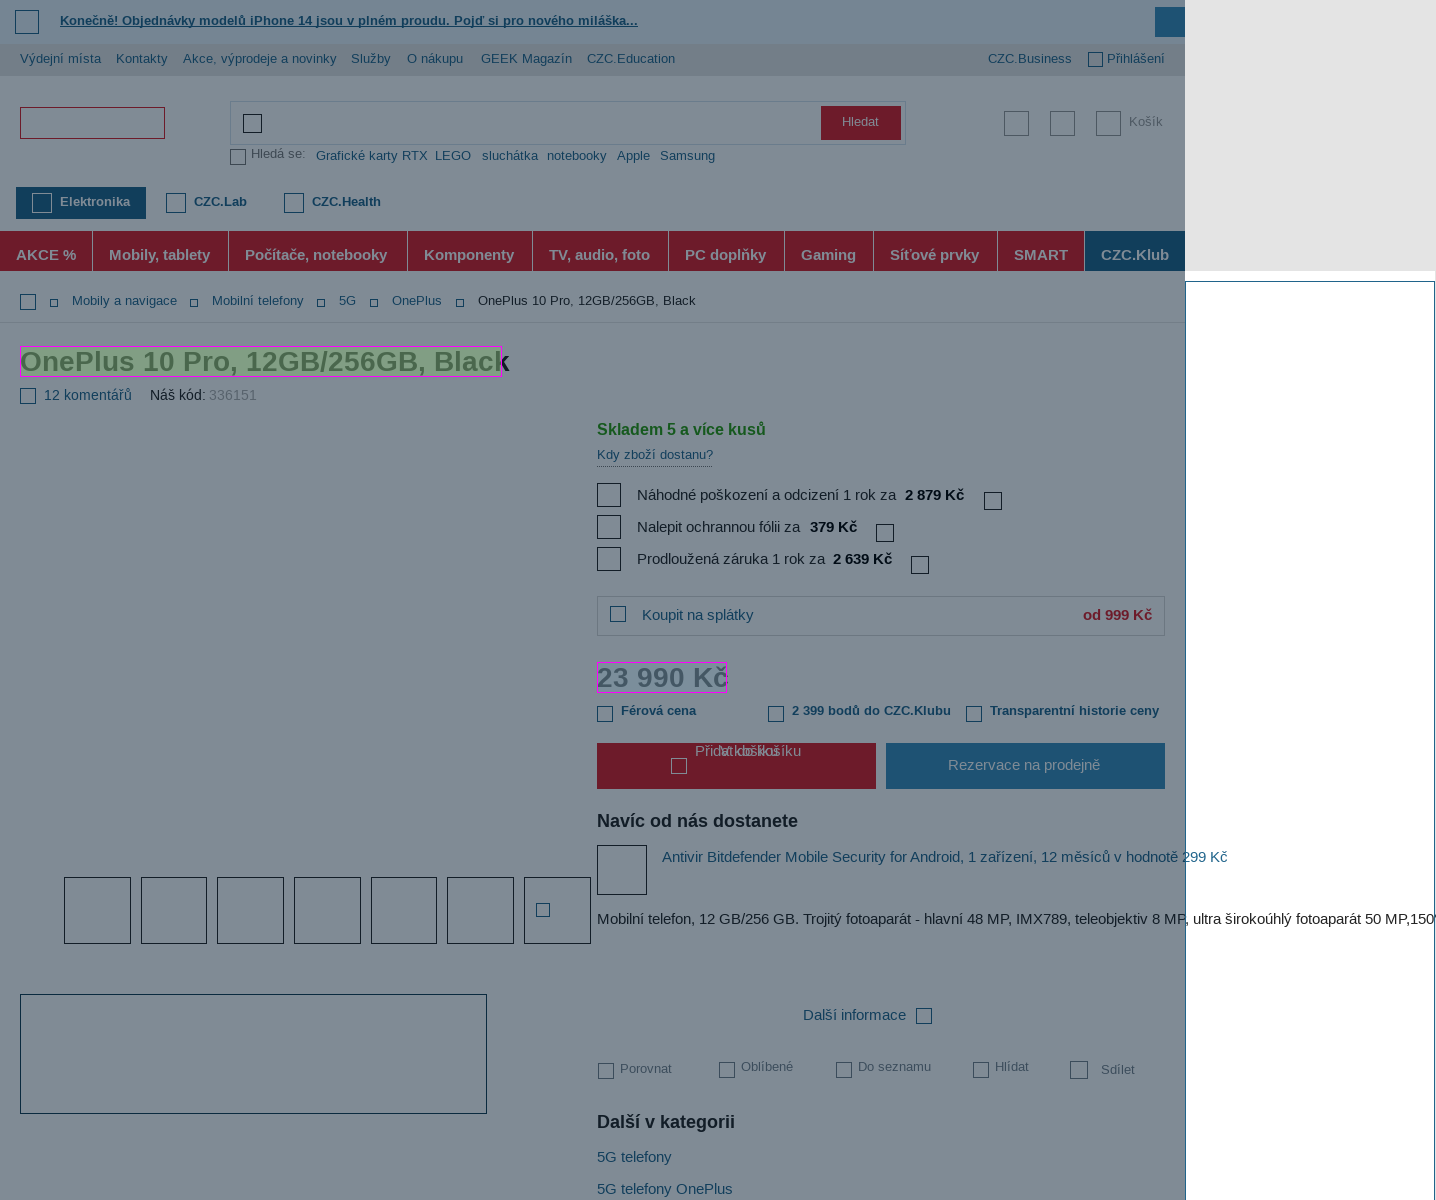 Konečně! Objednávky modelů iPhone 14 jsou v plném proudu. Pojď si pro nového miláška...
Výdejní místa Kontakty Akce, výprodeje a novinky Služby O nákupu GEEK Magazín CZC.Education CZC.Business Přihlášení
Hledat Košík
Hledá se: Grafické karty RTX LEGO sluchátka notebooky Apple Samsung
Elektronika CZC.Lab CZC.Health
AKCE % Mobily, tablety Počítače, notebooky Komponenty TV, audio, foto PC doplňky Gaming Síťové prvky SMART CZC.Klub
Mobily a navigace Mobilní telefony 5G OnePlus OnePlus 10 Pro, 12GB/256GB, Black
OnePlus 10 Pro, 12GB/256GB, Black
12 komentářů Náš kód: 336151
Skladem 5 a více kusů
Kdy zboží dostanu?
Náhodné poškození a odcizení 1 rok za 2 879 Kč
Nalepit ochrannou fólii za 379 Kč
Prodloužená záruka 1 rok za 2 639 Kč
Koupit na splátky od 999 Kč
23 990 Kč
Férová cena 2 399 bodů do CZC.Klubu Transparentní historie ceny
Přidat do košíku V košíku
Rezervace na prodejně
Navíc od nás dostanete
Antivir Bitdefender Mobile Security for Android, 1 zařízení, 12 měsíců v hodnotě 299 Kč
Mobilní telefon, 12 GB/256 GB. Trojitý fotoaparát - hlavní 48 MP, IMX789, teleobjektiv 8 MP, ultra širokoúhlý fotoaparát 50 MP,150°
Další informace
Porovnat Oblíbené Do seznamu Hlídat Sdílet
Další v kategorii
5G telefony
5G telefony OnePlus